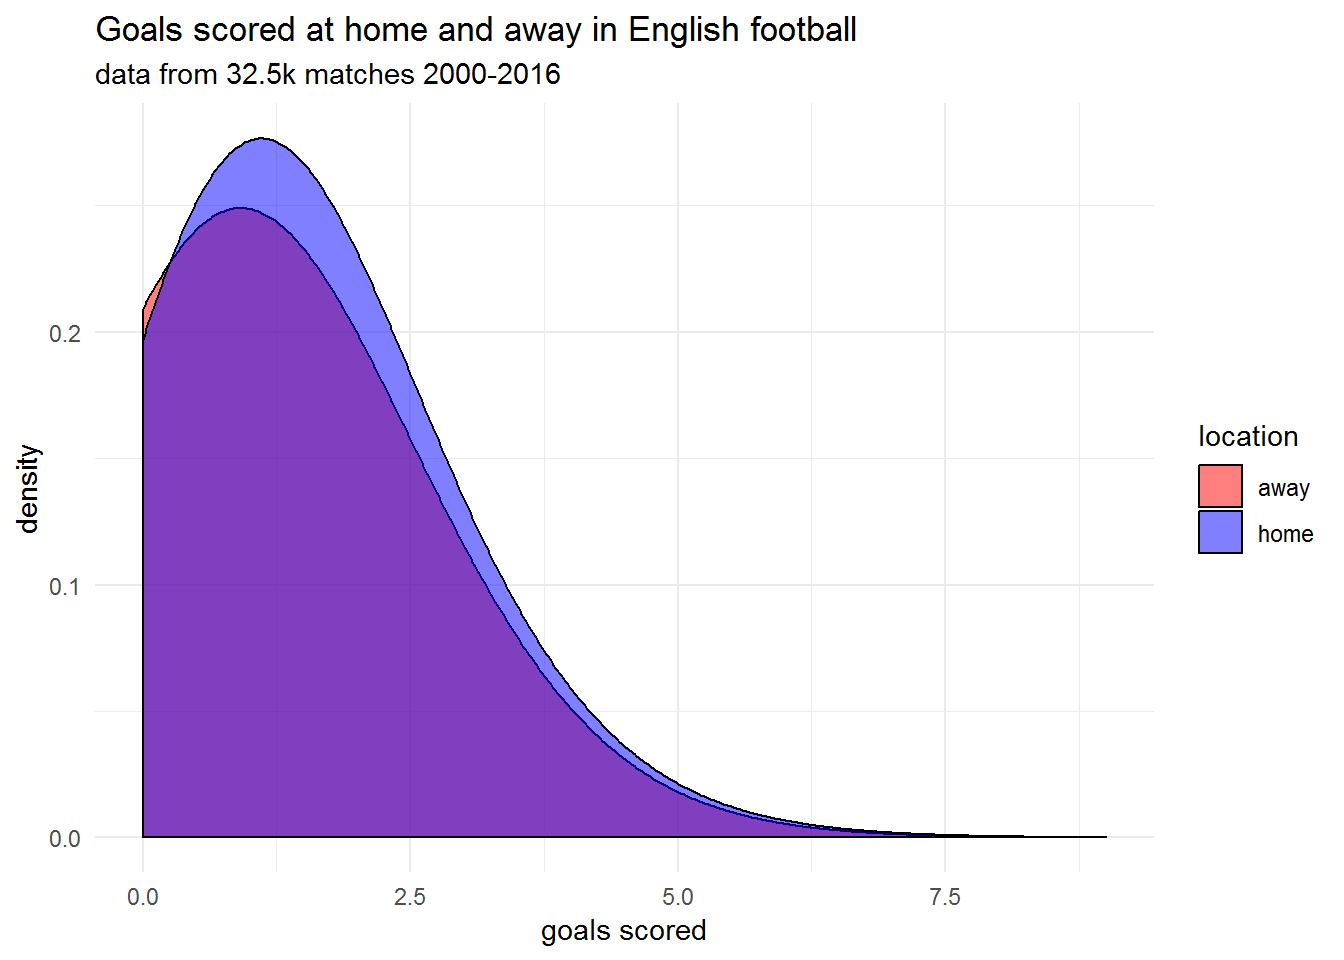 Goals scored at home and away in English football
data from 32.5k matches 2000-2016
0.2
0.1
0.0
density
0.0 2.5 5.0 7.5
goals scored
location
away
home